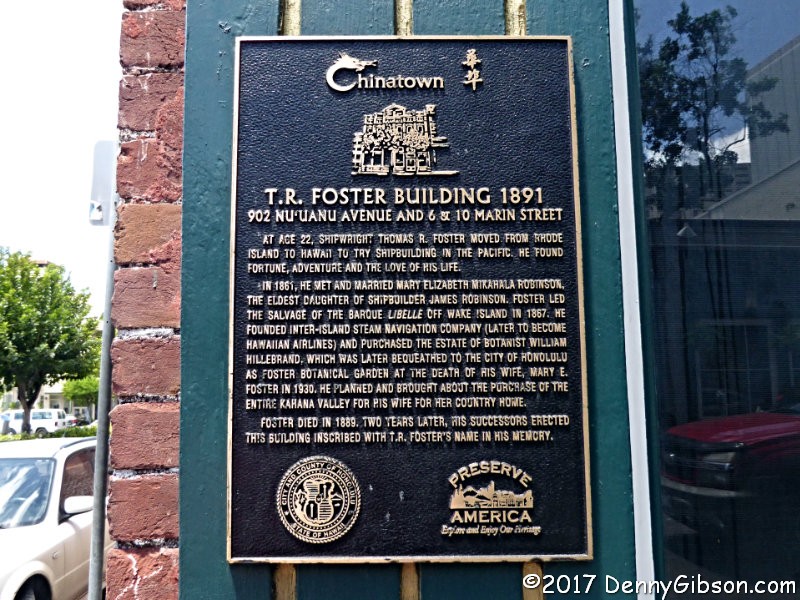 Chinatown 華埠
T.R. FOSTER BUILDING 1891
902 NU'UANU AVENUE AND 6 & 10 MARIN STREET
AT AGE 22, SHIPWRIGHT THOMAS R. FOSTER MOVED FROM RHODE
ISLAND TO HAWAII TO TRY SHIPBUILDING IN THE PACIFIC. HE FOUND
FORTUNE, ADVENTURE AND THE LOVE OF HIS LIFE.
IN 1861, HE MET AND MARRIED MARY ELIZABETH MIKAHALA ROBINSON,
THE ELDEST DAUGHTER OF SHIPBUILDER JAMES ROBINSON. FOSTER LED
THE SALVAGE OF THE BARQUE LIBELLE OFF WAKE ISLAND IN 1867. HE
FOUNDED INTER-ISLAND STEAM NAVIGATION COMPANY (LATER TO BECOME
HAWAIIAN AIRLINES) AND PURCHASED THE ESTATE OF BOTANIST WILLIAM
HILLEBRAND, WHICH WAS LATER BEQUEATHED TO THE CITY OF HONOLULU
AS FOSTER BOTANICAL GARDEN AT THE DEATH OF HIS WIFE, MARY E.
FOSTER IN 1930. HE PLANNED AND BROUGHT ABOUT THE PURCHASE OF THE
ENTIRE KAHANA VALLEY FOR HIS WIFE FOR HER COUNTRY HOME.
FOSTER DIED IN 1889. TWO YEARS LATER, HIS SUCCESSORS ERECTED
THIS BUILDING INSCRIBED WITH T.R. FOSTER'S NAME IN HIS MEMORY.
CITY AND COUNTY OF HONOLULU
STATE OF HAWAII
PRESERVE
AMERICA
Explore and Enjoy Our Heritage
©2017 DennyGibson.com